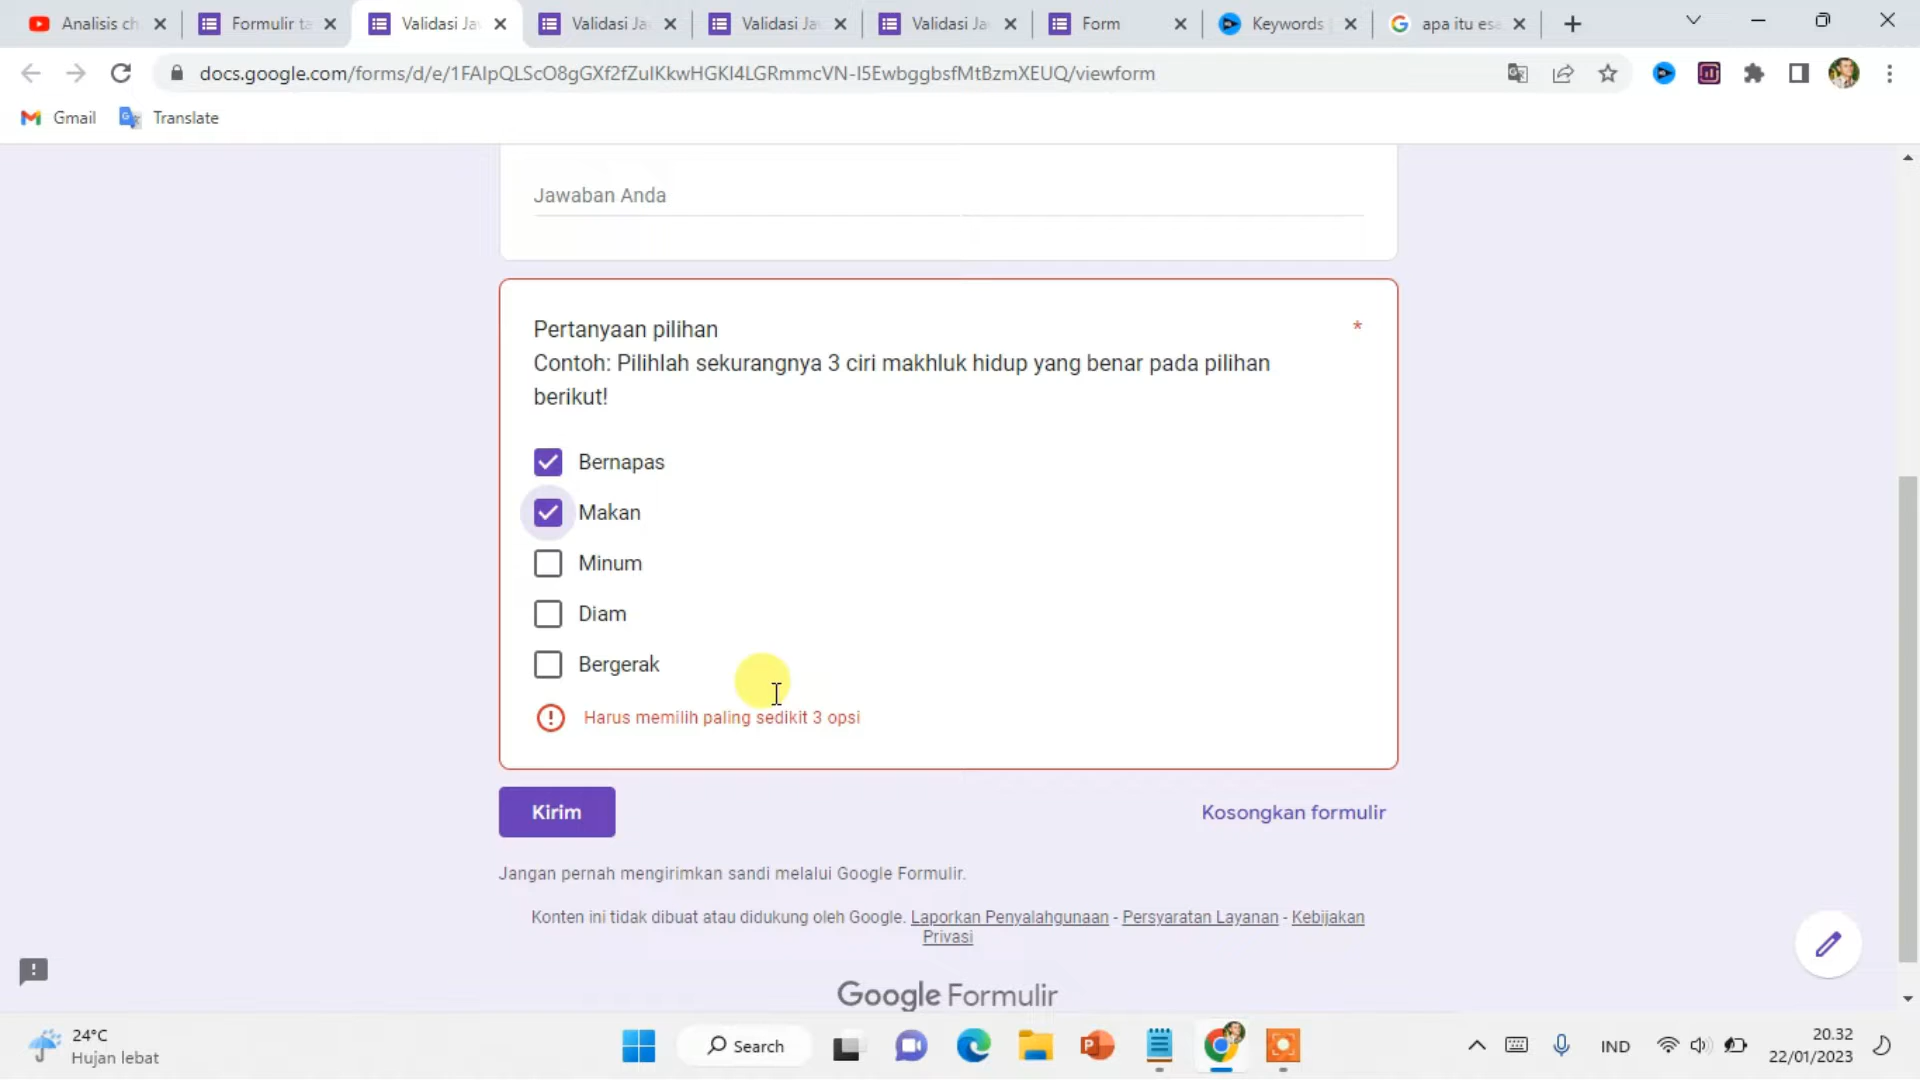 Analisis ch
Formulir ta
Validasi Ja
Validasi Ja
Validasi Ja
Validasi Ja
Form
Keywords
apa itu esa
docs.google.com/forms/d/e/1FAIpQLScO8gGXf2fZuIKkwHGKI4LGRmmcVN-I5EwbggbsfMtBzmXEUQ/viewform
Gmail
Translate
Jawaban Anda
Pertanyaan pilihan *
Contoh: Pilihlah sekurangnya 3 ciri makhluk hidup yang benar pada pilihan
berikut!
Bernapas
Makan
Minum
Diam
Bergerak
Harus memilih paling sedikit 3 opsi
Kirim
Kosongkan formulir
Jangan pernah mengirimkan sandi melalui Google Formulir.
Konten ini tidak dibuat atau didukung oleh Google. Laporkan Penyalahgunaan - Persyaratan Layanan - Kebijakan
Privasi
Google Formulir
24°C
Hujan lebat
Search
IND
20.32
22/01/2023